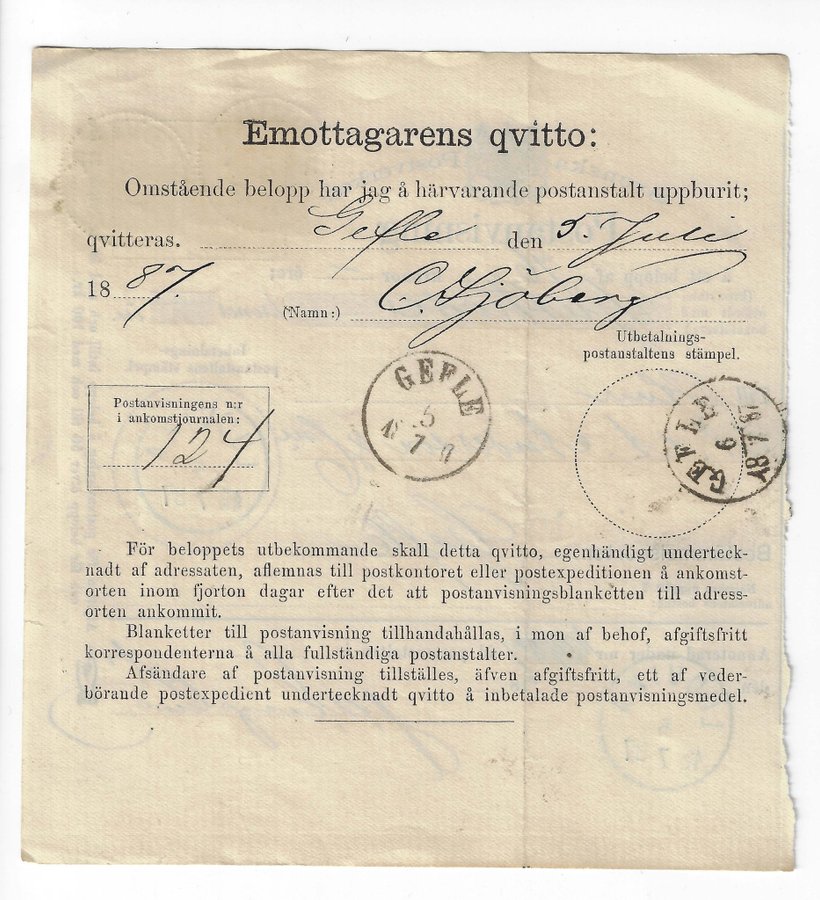 Emottagarens qvitto:
Omstående belopp har jag å härvarande postanstalt uppburit;
qvitteras. Gefle den 5. Juli
1887. (Namn:) C. Sjöberg
Utbetalnings-
postanstaltens stämpel.
GEFLE
5
7
GEFLE
9
Postanvisningens n:r
i ankomstjournalen:
124
För beloppets utbekommande skall detta qvitto, egenhändigt underteck-
nadt af adressaten, aflemnas till postkontoret eller postexpeditionen å ankomst-
orten inom fjorton dagar efter det att postanvisningsblanketten till adress-
orten ankommit.
Blanketter till postanvisning tillhandahållas, i mon af behof, afgiftsfritt
korrespondenterna å alla fullständiga postanstalter.
Afsändare af postanvisning tillställes, äfven afgiftsfritt, ett af veder-
börande postexpedient undertecknadt qvitto å inbetalade postanvisningsmedel.